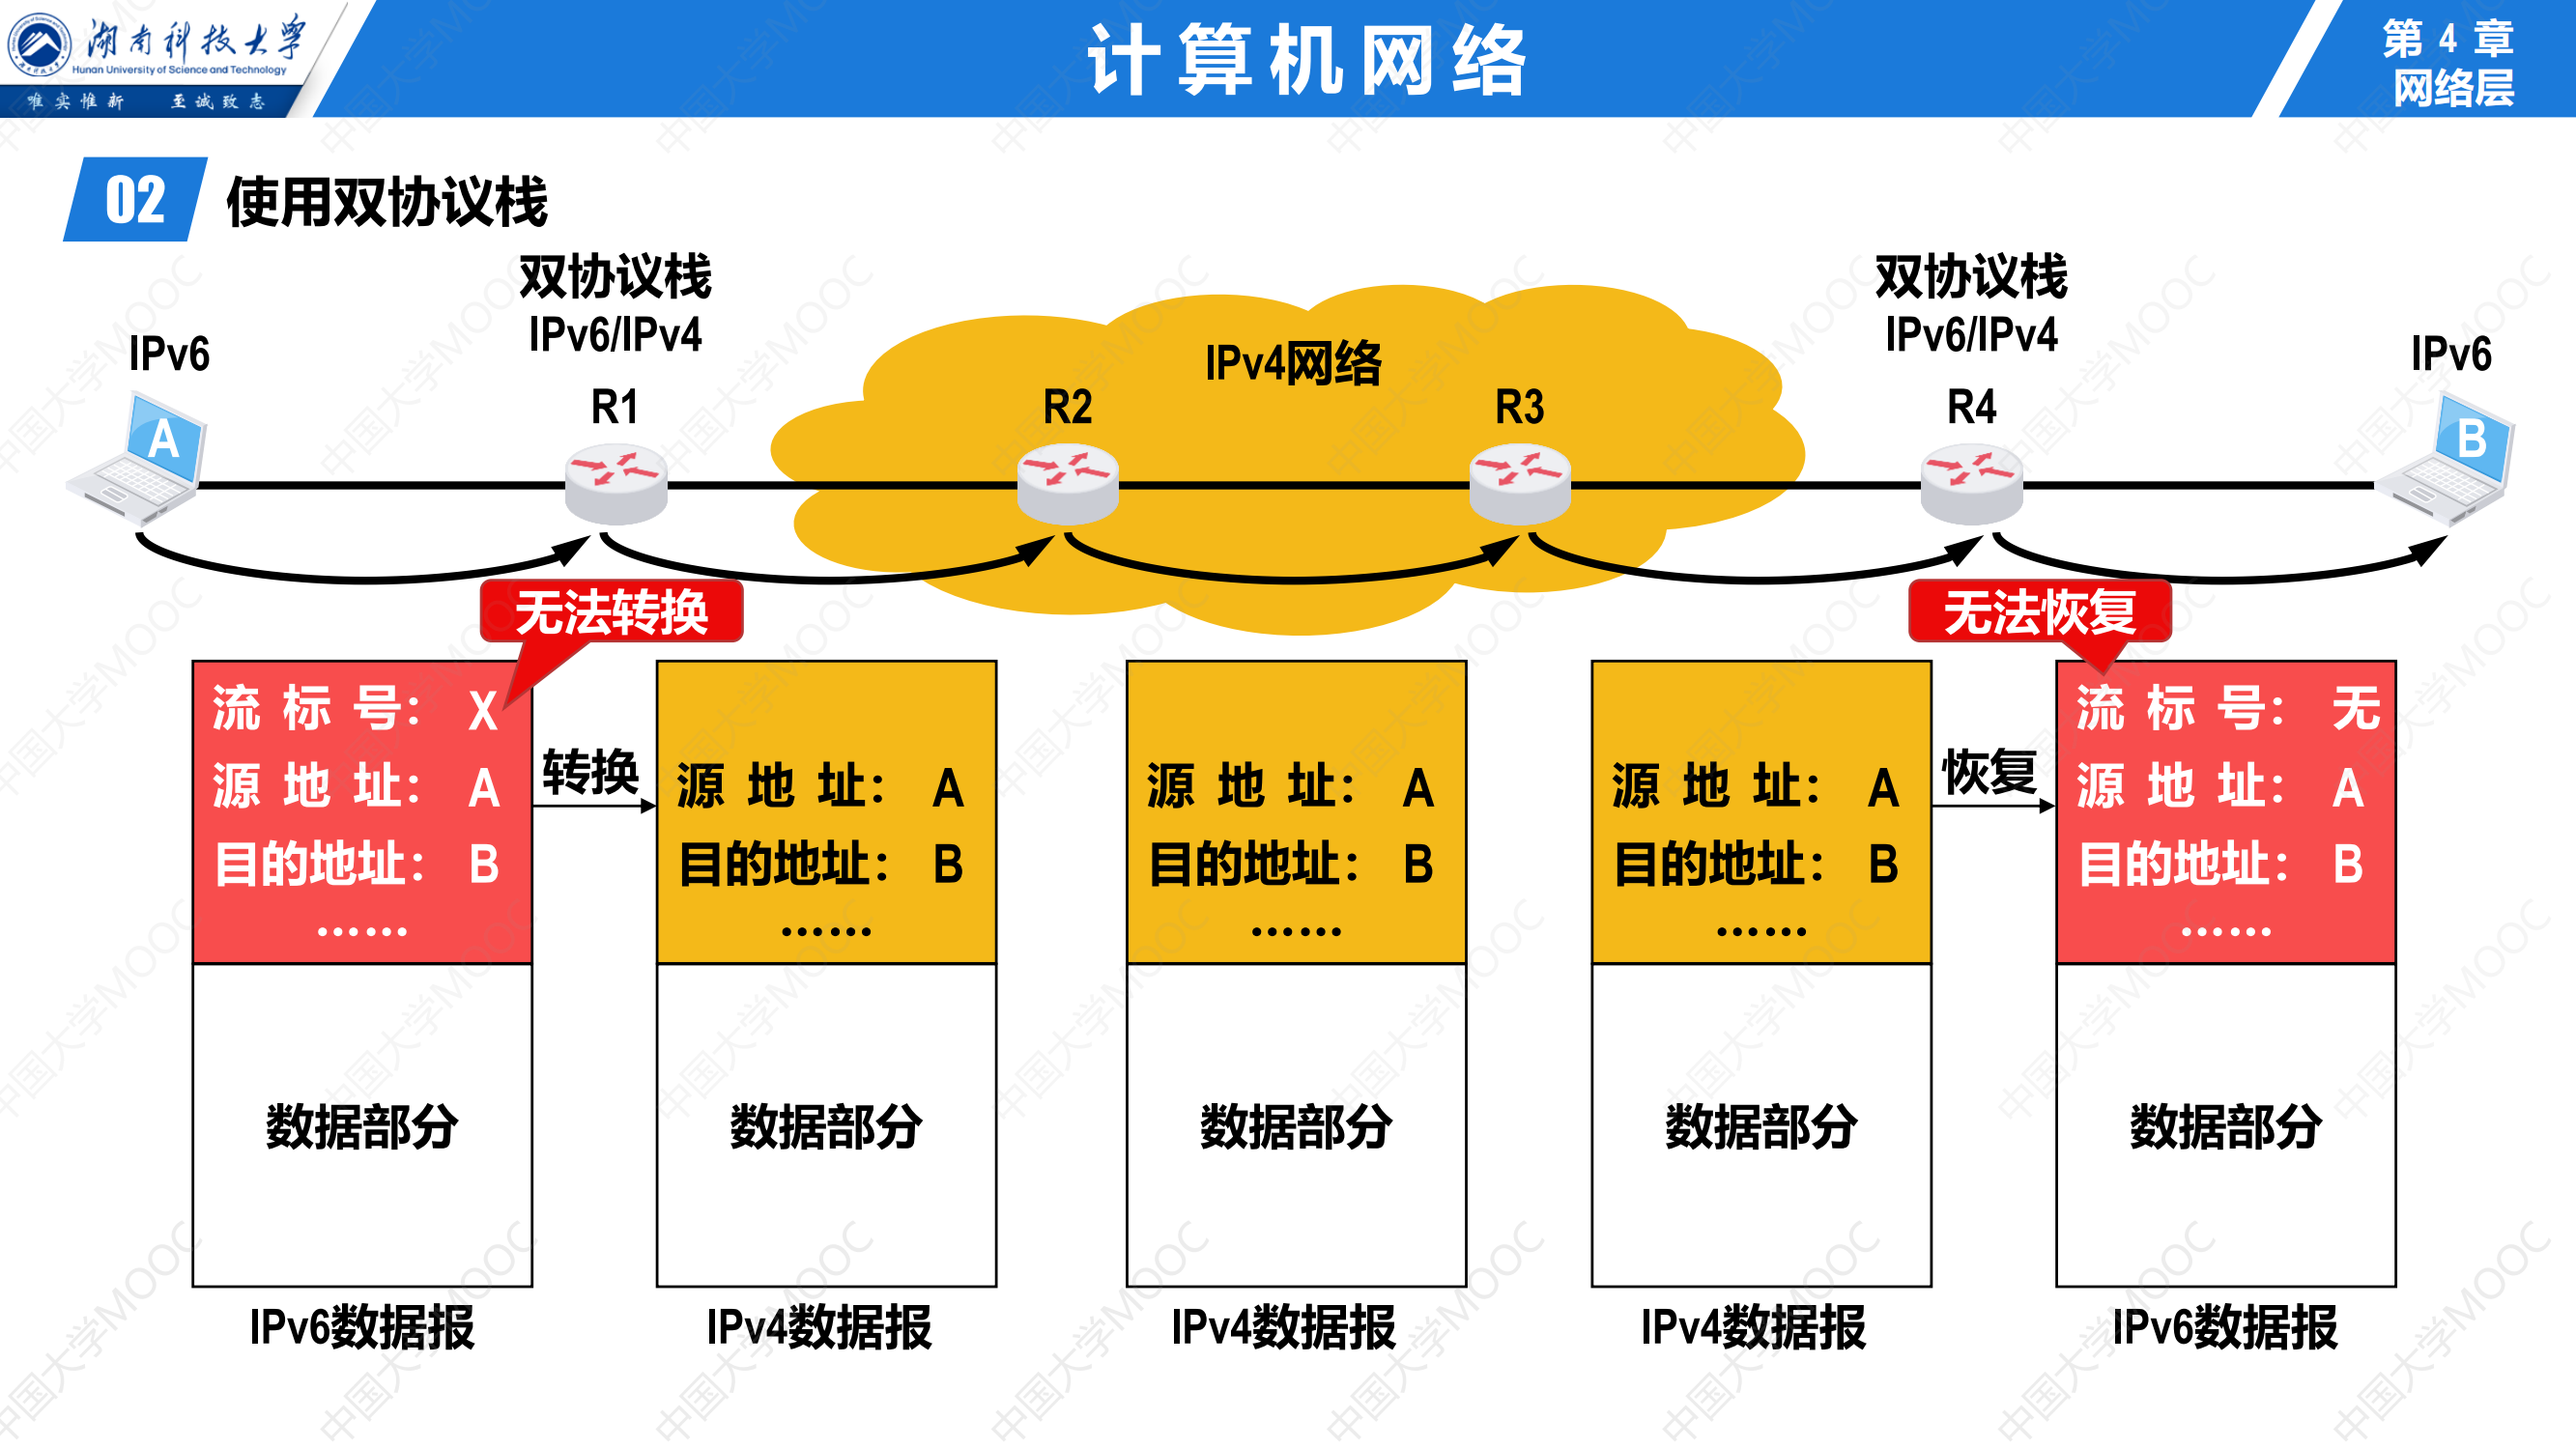 湖南科技大学
Hunan University of Science and Technology
唯实惟新 至诚致志
计算机网络
第 4 章
网络层
02 使用双协议栈
双协议栈
IPv6/IPv4
双协议栈
IPv6/IPv4
IPv6
IPv4网络
IPv6
R1
R2
R3
R4
A
B
无法转换
无法恢复
流 标 号： X
源 地 址： A
目的地址： B
……
数据部分
IPv6数据报
转换
源 地 址： A
目的地址： B
……
数据部分
IPv4数据报
源 地 址： A
目的地址： B
……
数据部分
IPv4数据报
源 地 址： A
目的地址： B
……
数据部分
IPv4数据报
恢复
流 标 号： 无
源 地 址： A
目的地址： B
……
数据部分
IPv6数据报
中国大学MOOC